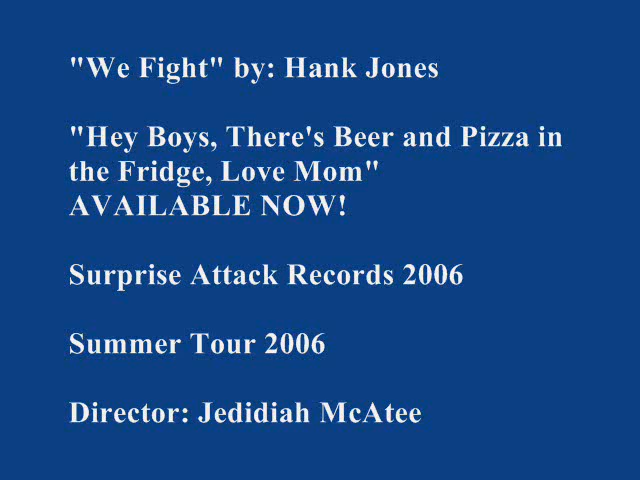 "We Fight" by: Hank Jones
"Hey Boys, There's Beer and Pizza in
the Fridge, Love Mom"
AVAILABLE NOW!
Surprise Attack Records 2006
Summer Tour 2006
Director: Jedidiah McAtee